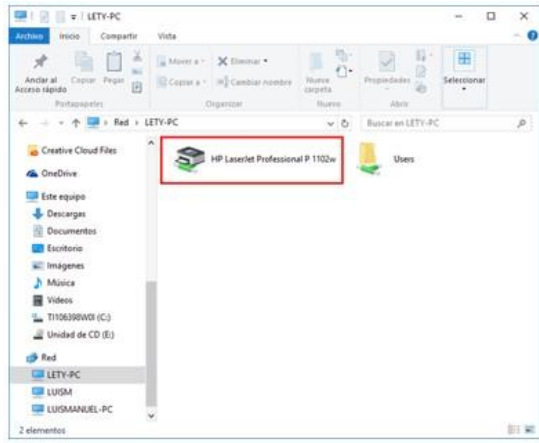 LETY-PC
Archivo Inicio Compartir Vista
Anclar al Acceso rápido
Copiar
Pegar
Mover a
Copiar a
Eliminar
Cambiar nombre
Nueva carpeta
Propiedades
Seleccionar
Portapapeles Organizar Nuevo Abrir
Red > LETY-PC
Buscar en LETY-PC
Creative Cloud Files
OneDrive
Este equipo
Descargas
Documentos
Escritorio
Imágenes
Música
Vídeos
TI106398W0I (C:)
Unidad de CD (E:)
Red
LETY-PC
LUISM
LUISMANUEL-PC
HP LaserJet Professional P 1102w
Users
2 elementos